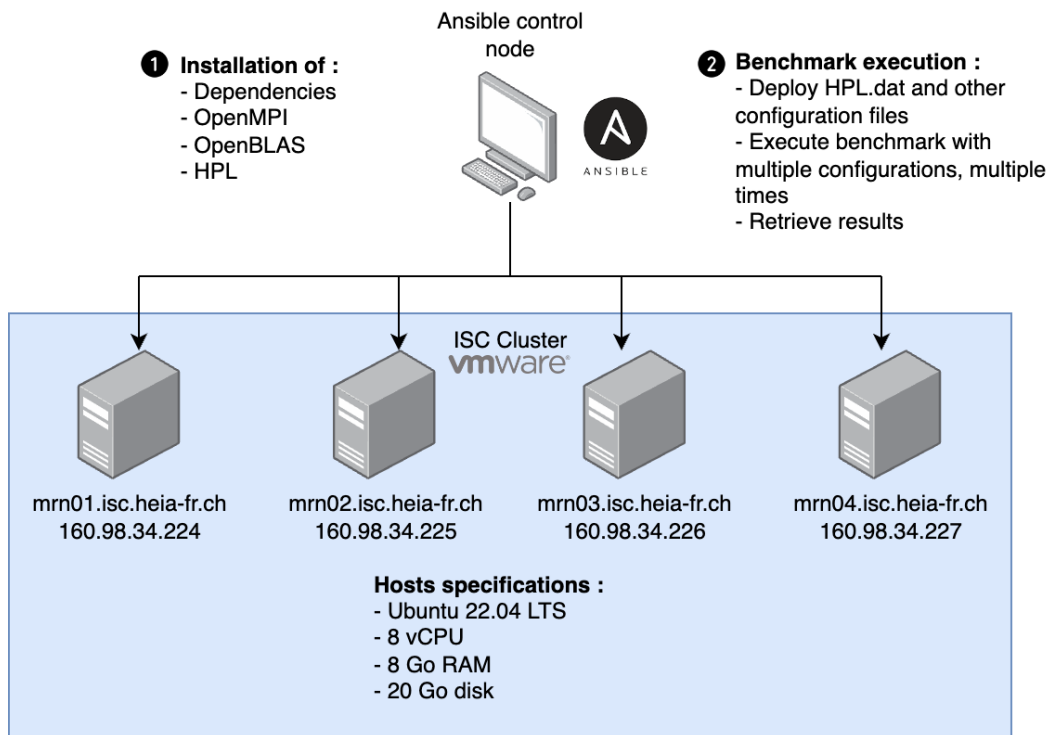 Ansible control
node
1 Installation of :
- Dependencies
- OpenMPI
- OpenBLAS
- HPL
ANSIBLE
2 Benchmark execution :
- Deploy HPL.dat and other
configuration files
- Execute benchmark with
multiple configurations, multiple
times
- Retrieve results
ISC Cluster
vmware®
mrn01.isc.heia-fr.ch
160.98.34.224
mrn02.isc.heia-fr.ch
160.98.34.225
mrn03.isc.heia-fr.ch
160.98.34.226
mrn04.isc.heia-fr.ch
160.98.34.227
Hosts specifications :
- Ubuntu 22.04 LTS
- 8 vCPU
- 8 Go RAM
- 20 Go disk